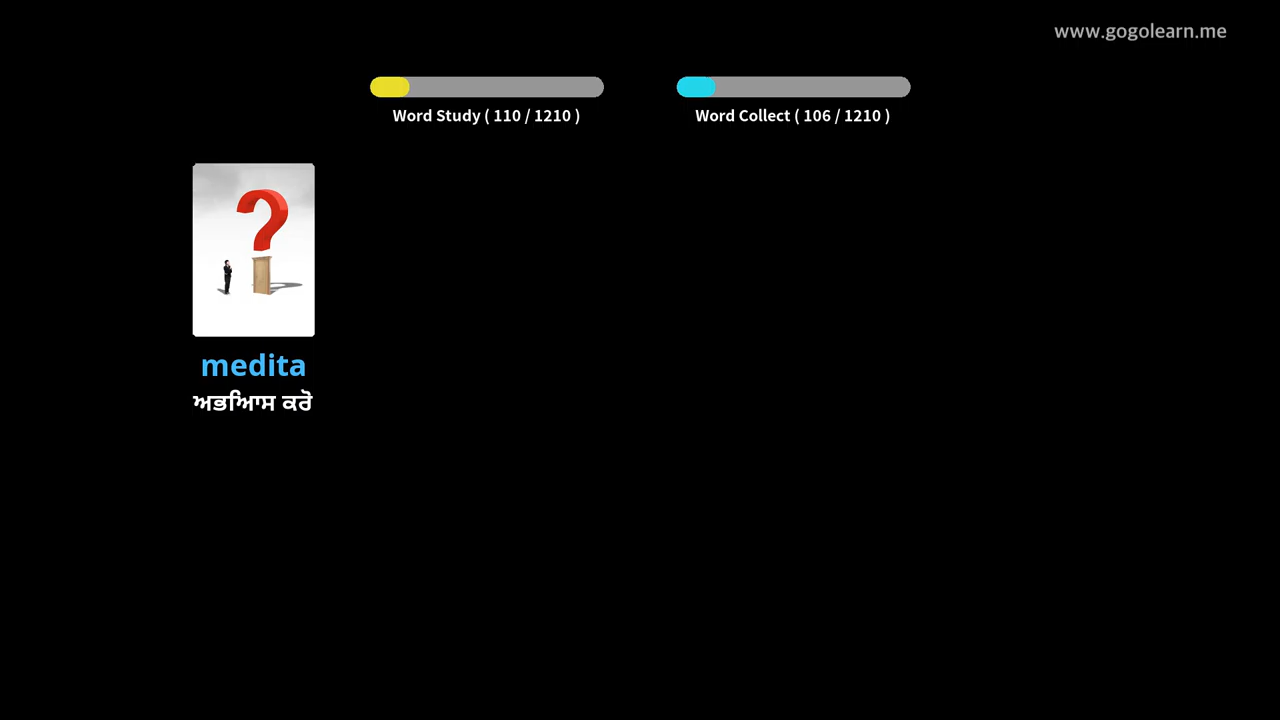 www.gogolearn.me
Word Study ( 110 / 1210 )
Word Collect ( 106 / 1210 )
medita
ਅਭਿਆਸ ਕਰੋ